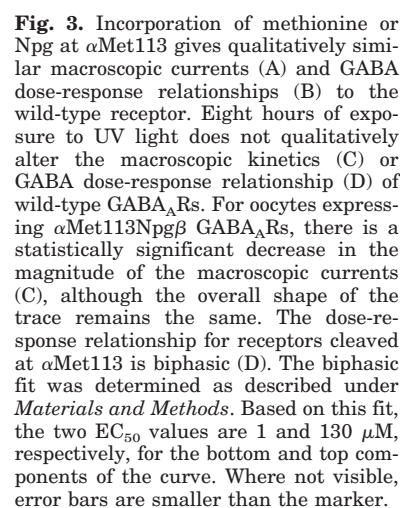 Fig. 3. Incorporation of methionine or
Npg at αMet113 gives qualitatively simi-
lar macroscopic currents (A) and GABA
dose-response relationships (B) to the
wild-type receptor. Eight hours of expo-
sure to UV light does not qualitatively
alter the macroscopic kinetics (C) or
GABA dose-response relationship (D) of
wild-type GABA_ARs. For oocytes express-
ing αMet113Npgβ GABA_ARs, there is a
statistically significant decrease in the
magnitude of the macroscopic currents
(C), although the overall shape of the
trace remains the same. The dose-re-
sponse relationship for receptors cleaved
at αMet113 is biphasic (D). The biphasic
fit was determined as described under
Materials and Methods. Based on this fit,
the two EC50 values are 1 and 130 μM,
respectively, for the bottom and top com-
ponents of the curve. Where not visible,
error bars are smaller than the marker.